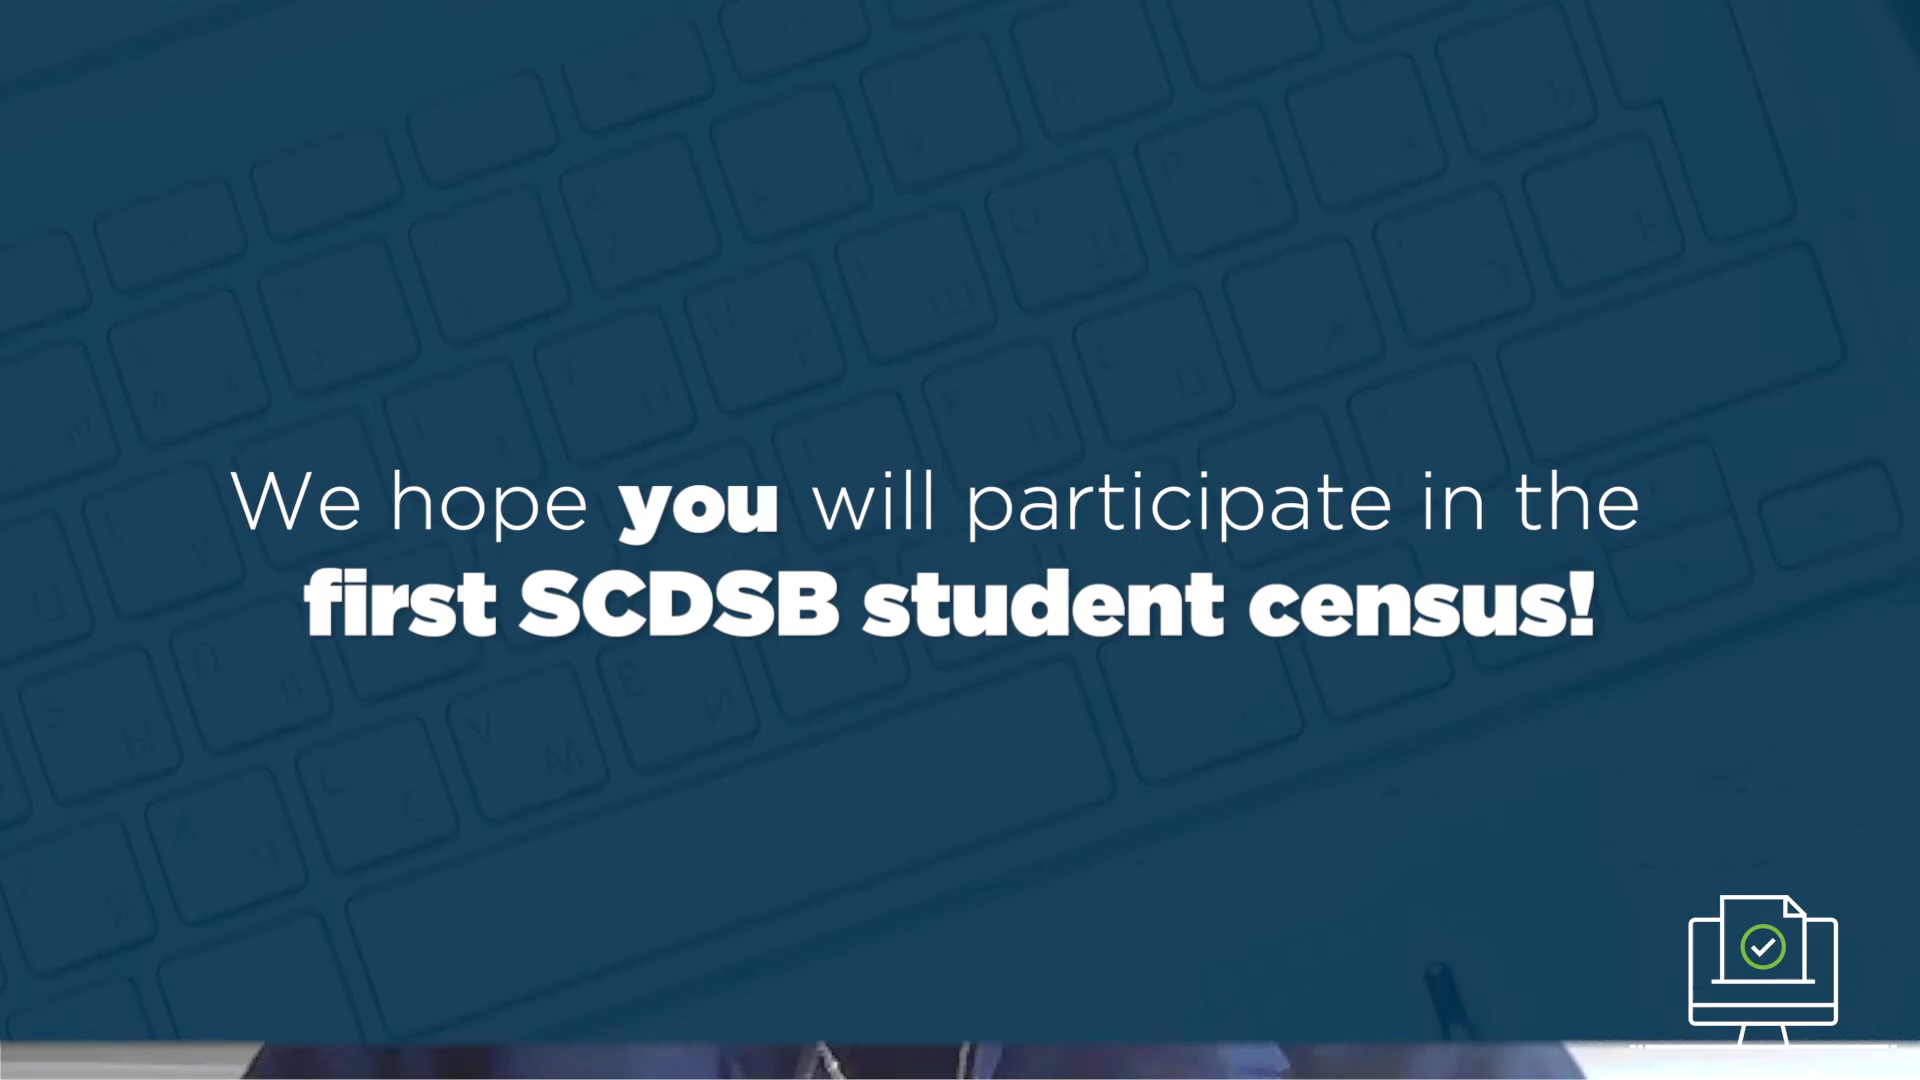 We hope you will participate in the
first SCDSB student census!